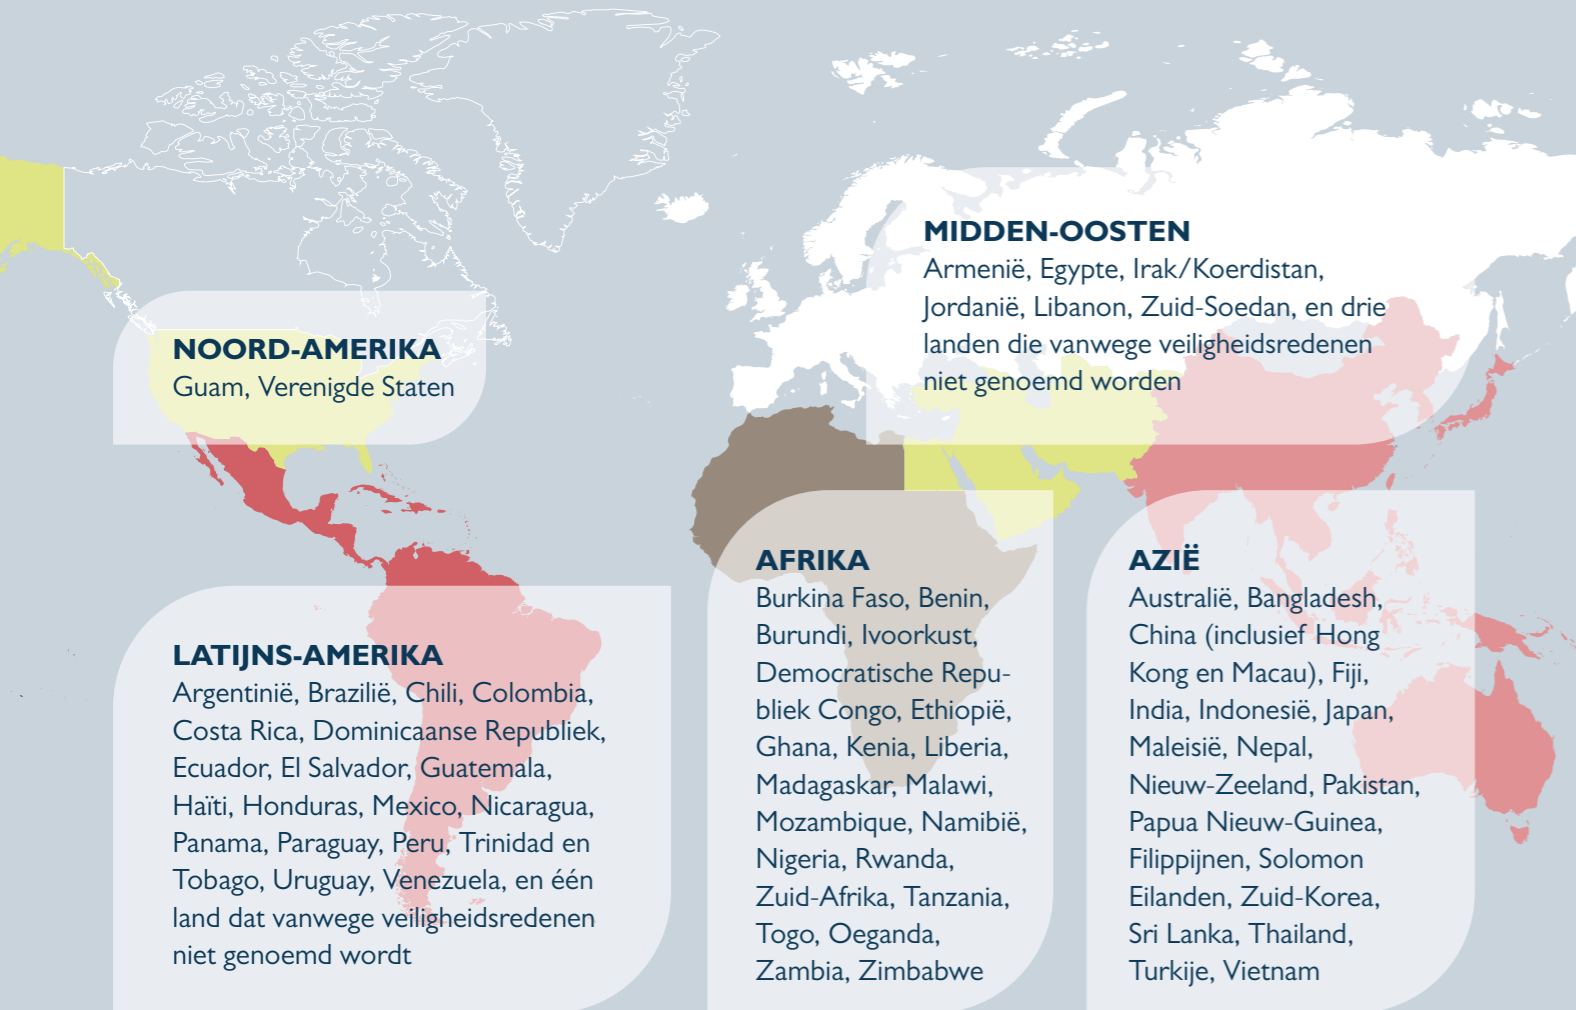 NOORD-AMERIKA
Guam, Verenigde Staten
MIDDEN-OOSTEN
Armenië, Egypte, Irak/Koerdistan,
Jordanië, Libanon, Zuid-Soedan, en drie
landen die vanwege veiligheidsredenen
niet genoemd worden
LATIJNS-AMERIKA
Argentinië, Brazilië, Chili, Colombia,
Costa Rica, Dominicaanse Republiek,
Ecuador, El Salvador, Guatemala,
Haïti, Honduras, Mexico, Nicaragua,
Panama, Paraguay, Peru, Trinidad en
Tobago, Uruguay, Venezuela, en één
land dat vanwege veiligheidsredenen
niet genoemd wordt
AFRIKA
Burkina Faso, Benin,
Burundi, Ivoorkust,
Democratische Repu-
bliek Congo, Ethiopië,
Ghana, Kenia, Liberia,
Madagaskar, Malawi,
Mozambique, Namibië,
Nigeria, Rwanda,
Zuid-Afrika, Tanzania,
Togo, Oeganda,
Zambia, Zimbabwe
AZIË
Australië, Bangladesh,
China (inclusief Hong
Kong en Macau), Fiji,
India, Indonesië, Japan,
Maleisië, Nepal,
Nieuw-Zeeland, Pakistan,
Papua Nieuw-Guinea,
Filippijnen, Solomon
Eilanden, Zuid-Korea,
Sri Lanka, Thailand,
Turkije, Vietnam